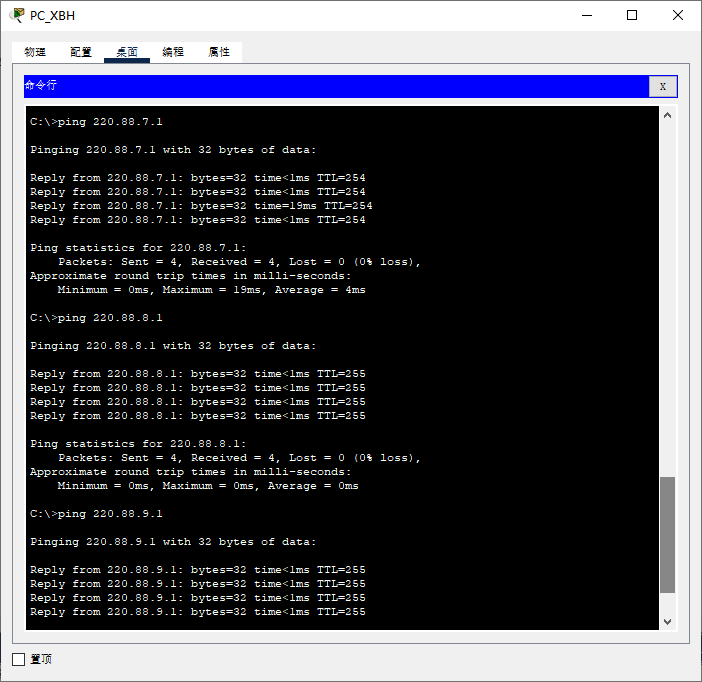 PC_XBH
物理 配置 桌面 编程 属性
命令行
X
C:\>ping 220.88.7.1
Pinging 220.88.7.1 with 32 bytes of data:
Reply from 220.88.7.1: bytes=32 time<1ms TTL=254
Reply from 220.88.7.1: bytes=32 time<1ms TTL=254
Reply from 220.88.7.1: bytes=32 time=19ms TTL=254
Reply from 220.88.7.1: bytes=32 time<1ms TTL=254
Ping statistics for 220.88.7.1:
Packets: Sent = 4, Received = 4, Lost = 0 (0% loss),
Approximate round trip times in milli-seconds:
Minimum = 0ms, Maximum = 19ms, Average = 4ms
C:\>ping 220.88.8.1
Pinging 220.88.8.1 with 32 bytes of data:
Reply from 220.88.8.1: bytes=32 time<1ms TTL=255
Reply from 220.88.8.1: bytes=32 time<1ms TTL=255
Reply from 220.88.8.1: bytes=32 time<1ms TTL=255
Reply from 220.88.8.1: bytes=32 time<1ms TTL=255
Ping statistics for 220.88.8.1:
Packets: Sent = 4, Received = 4, Lost = 0 (0% loss),
Approximate round trip times in milli-seconds:
Minimum = 0ms, Maximum = 0ms, Average = 0ms
C:\>ping 220.88.9.1
Pinging 220.88.9.1 with 32 bytes of data:
Reply from 220.88.9.1: bytes=32 time<1ms TTL=255
Reply from 220.88.9.1: bytes=32 time<1ms TTL=255
Reply from 220.88.9.1: bytes=32 time<1ms TTL=255
Reply from 220.88.9.1: bytes=32 time<1ms TTL=255
置顶